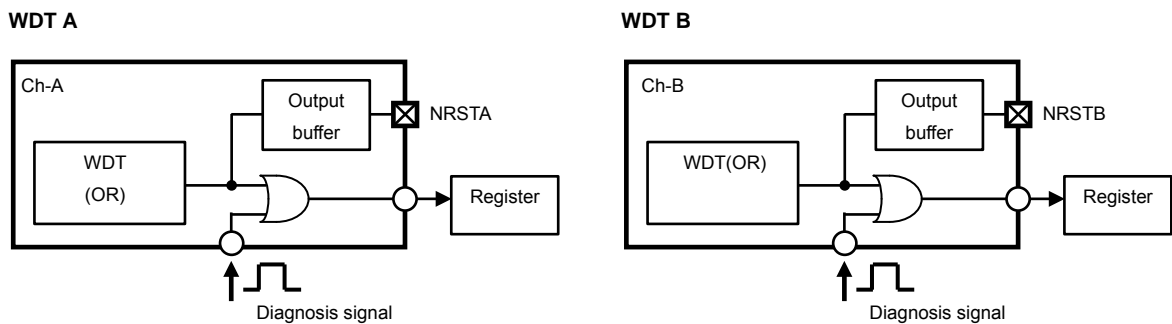 WDT A
Ch-A
Output
buffer
NRSTA
WDT
(OR)
Register
Diagnosis signal
WDT B
Ch-B
Output
buffer
NRSTB
WDT(OR)
Register
Diagnosis signal